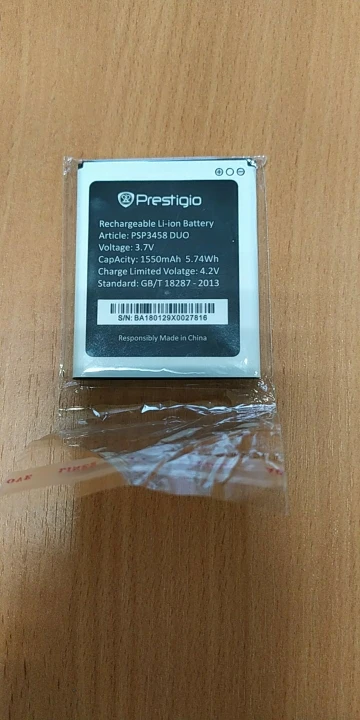 Prestigio
Rechargeable Li-ion Battery
Article: PSP3458 DUO
Voltage: 3.7V
CapAcity: 1550mAh 5.74Wh
Charge Limited Volatge: 4.2V
Standard: GB/T 18287 - 2013
S/N: BA180129X0027816
Responsibly Made in China